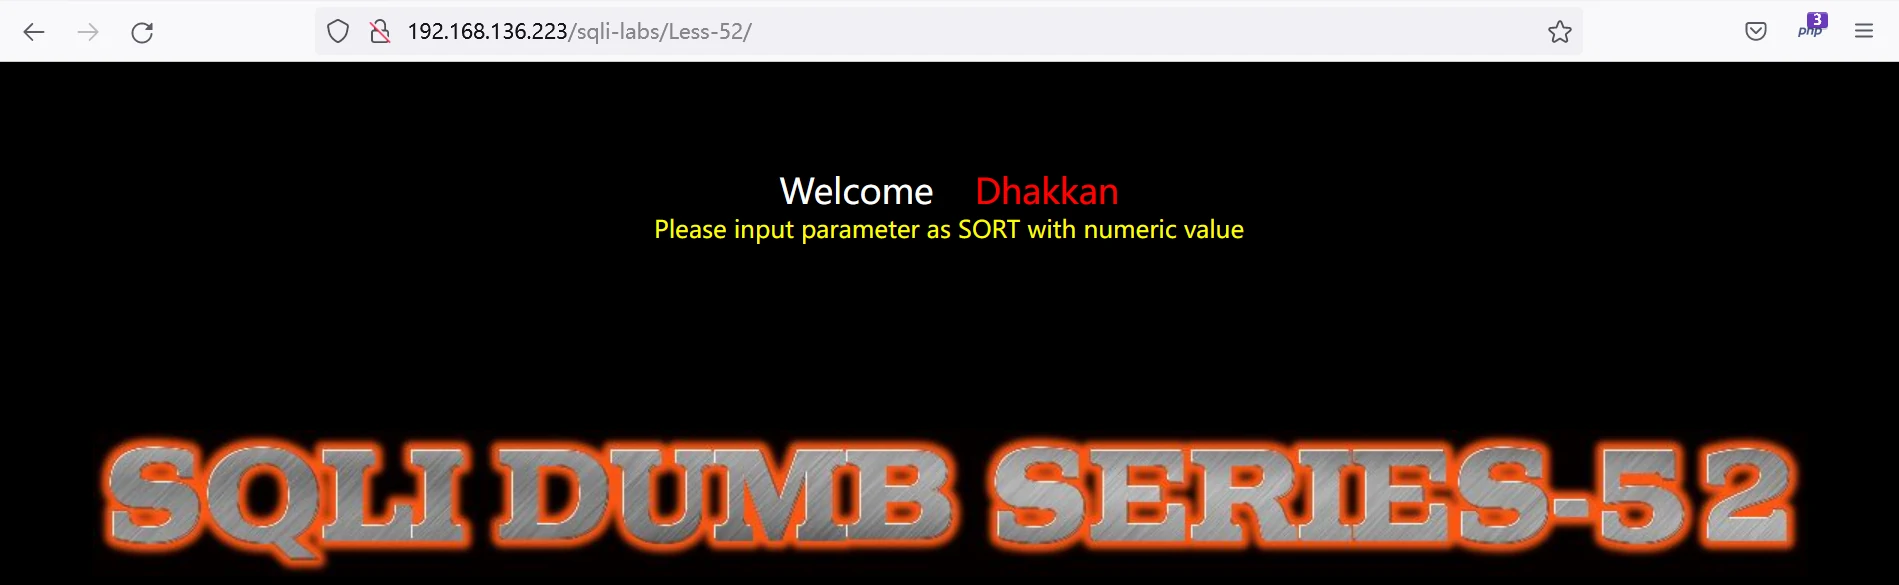 192.168.136.223/sqli-labs/Less-52/
3
php
Welcome Dhakkan
Please input parameter as SORT with numeric value
SQLI DUMB SERIES-52